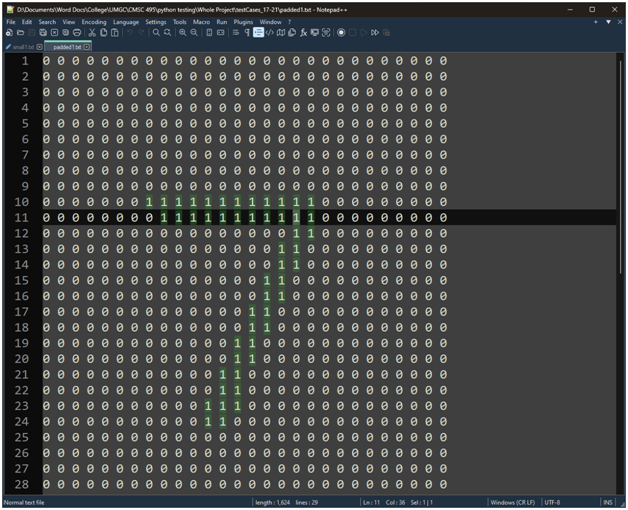 D:\Documents\Word Docs\College\UMGC\CMSC 495\python testing\Whole Project\testCases_17-21\padded1.txt - Notepad++
File Edit Search View Encoding Language Settings Tools Macro Run Plugins Window ?
small1.txt padded1.txt
1 0 0 0 0 0 0 0 0 0 0 0 0 0 0 0 0 0 0 0 0 0 0 0 0 0 0 0 0
2 0 0 0 0 0 0 0 0 0 0 0 0 0 0 0 0 0 0 0 0 0 0 0 0 0 0 0 0
3 0 0 0 0 0 0 0 0 0 0 0 0 0 0 0 0 0 0 0 0 0 0 0 0 0 0 0 0
4 0 0 0 0 0 0 0 0 0 0 0 0 0 0 0 0 0 0 0 0 0 0 0 0 0 0 0 0
5 0 0 0 0 0 0 0 0 0 0 0 0 0 0 0 0 0 0 0 0 0 0 0 0 0 0 0 0
6 0 0 0 0 0 0 0 0 0 0 0 0 0 0 0 0 0 0 0 0 0 0 0 0 0 0 0 0
7 0 0 0 0 0 0 0 0 0 0 0 0 0 0 0 0 0 0 0 0 0 0 0 0 0 0 0 0
8 0 0 0 0 0 0 0 0 0 0 0 0 0 0 0 0 0 0 0 0 0 0 0 0 0 0 0 0
9 0 0 0 0 0 0 0 0 0 0 0 0 0 0 0 0 0 0 0 0 0 0 0 0 0 0 0 0
10 0 0 0 0 0 0 0 1 1 1 1 1 1 1 1 1 1 1 1 0 0 0 0 0 0 0 0 0
11 0 0 0 0 0 0 0 0 1 1 1 1 1 1 1 1 1 1 1 0 0 0 0 0 0 0 0 0
12 0 0 0 0 0 0 0 0 0 0 0 0 0 0 0 0 0 1 1 0 0 0 0 0 0 0 0 0
13 0 0 0 0 0 0 0 0 0 0 0 0 0 0 0 0 1 1 0 0 0 0 0 0 0 0 0 0
14 0 0 0 0 0 0 0 0 0 0 0 0 0 0 0 0 1 1 0 0 0 0 0 0 0 0 0 0
15 0 0 0 0 0 0 0 0 0 0 0 0 0 0 0 1 1 0 0 0 0 0 0 0 0 0 0 0
16 0 0 0 0 0 0 0 0 0 0 0 0 0 0 0 1 1 0 0 0 0 0 0 0 0 0 0 0
17 0 0 0 0 0 0 0 0 0 0 0 0 0 0 1 1 0 0 0 0 0 0 0 0 0 0 0 0
18 0 0 0 0 0 0 0 0 0 0 0 0 0 0 1 1 0 0 0 0 0 0 0 0 0 0 0 0
19 0 0 0 0 0 0 0 0 0 0 0 0 0 1 1 0 0 0 0 0 0 0 0 0 0 0 0 0
20 0 0 0 0 0 0 0 0 0 0 0 0 0 1 1 0 0 0 0 0 0 0 0 0 0 0 0 0
21 0 0 0 0 0 0 0 0 0 0 0 0 1 1 0 0 0 0 0 0 0 0 0 0 0 0 0 0
22 0 0 0 0 0 0 0 0 0 0 0 0 1 1 0 0 0 0 0 0 0 0 0 0 0 0 0 0
23 0 0 0 0 0 0 0 0 0 0 0 1 1 1 0 0 0 0 0 0 0 0 0 0 0 0 0 0
24 0 0 0 0 0 0 0 0 0 0 0 1 1 0 0 0 0 0 0 0 0 0 0 0 0 0 0 0
25 0 0 0 0 0 0 0 0 0 0 0 0 0 0 0 0 0 0 0 0 0 0 0 0 0 0 0 0
26 0 0 0 0 0 0 0 0 0 0 0 0 0 0 0 0 0 0 0 0 0 0 0 0 0 0 0 0
27 0 0 0 0 0 0 0 0 0 0 0 0 0 0 0 0 0 0 0 0 0 0 0 0 0 0 0 0
28 0 0 0 0 0 0 0 0 0 0 0 0 0 0 0 0 0 0 0 0 0 0 0 0 0 0 0 0
Normal text file length : 1,624 lines : 29 Ln : 11 Col : 36 Sel : 1 | 1 Windows (CR LF) UTF-8 INS